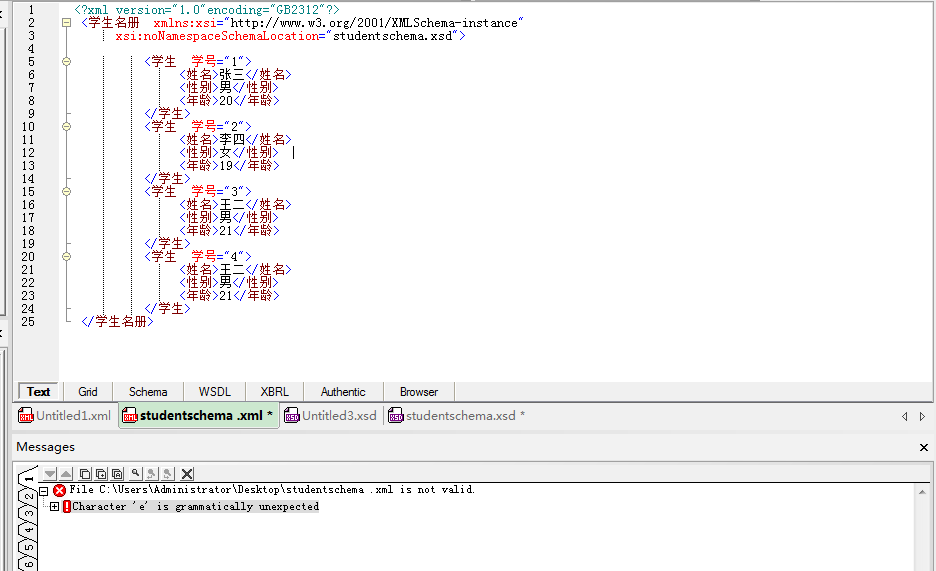 1 <?xml version="1.0"encoding="GB2312"?>
2 <学生名册 xmlns:xsi="http://www.w3.org/2001/XMLSchema-instance"
3 xsi:noNamespaceSchemaLocation="studentschema.xsd">
4
5 <学生 学号="1">
6 <姓名>张三</姓名>
7 <性别>男</性别>
8 <年龄>20</年龄>
9 </学生>
10 <学生 学号="2">
11 <姓名>李四</姓名>
12 <性别>女</性别>
13 <年龄>19</年龄>
14 </学生>
15 <学生 学号="3">
16 <姓名>王二</姓名>
17 <性别>男</性别>
18 <年龄>21</年龄>
19 </学生>
20 <学生 学号="4">
21 <姓名>王二</姓名>
22 <性别>男</性别>
23 <年龄>21</年龄>
24 </学生>
25 </学生名册>
Text Grid Schema WSDL XBRL Authentic Browser
Untitled1.xml studentschema .xml * Untitled3.xsd studentschema.xsd *
Messages
File C:\Users\Administrator\Desktop\studentschema .xml is not valid.
Character 'e' is grammatically unexpected
1
2
3
4
5
6